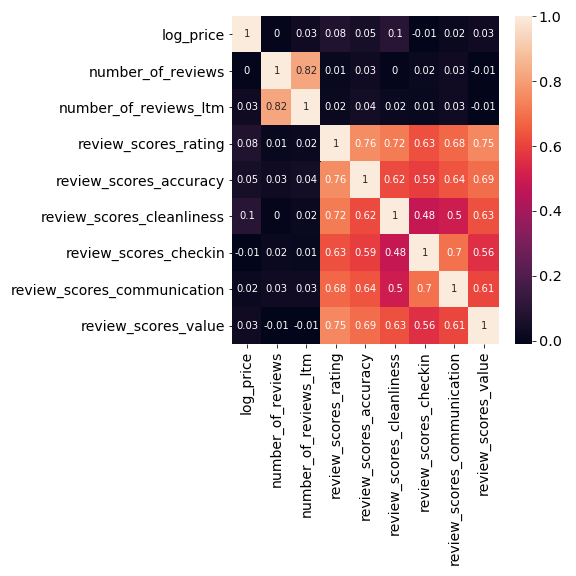 log_price 1 0 0.03 0.08 0.05 0.1 -0.01 0.02 0.03
number_of_reviews 0 1 0.82 0.01 0.03 0 0.02 0.03 -0.01
number_of_reviews_ltm 0.03 0.82 1 0.02 0.04 0.02 0.01 0.03 -0.01
review_scores_rating 0.08 0.01 0.02 1 0.76 0.72 0.63 0.68 0.75
review_scores_accuracy 0.05 0.03 0.04 0.76 1 0.62 0.59 0.64 0.69
review_scores_cleanliness 0.1 0 0.02 0.72 0.62 1 0.48 0.5 0.63
review_scores_checkin -0.01 0.02 0.01 0.63 0.59 0.48 1 0.7 0.56
review_scores_communication 0.02 0.03 0.03 0.68 0.64 0.5 0.7 1 0.61
review_scores_value 0.03 -0.01 -0.01 0.75 0.69 0.63 0.56 0.61 1
log_price
number_of_reviews
number_of_reviews_ltm
review_scores_rating
review_scores_accuracy
review_scores_cleanliness
review_scores_checkin
review_scores_communication
review_scores_value
1.0
0.8
0.6
0.4
0.2
0.0